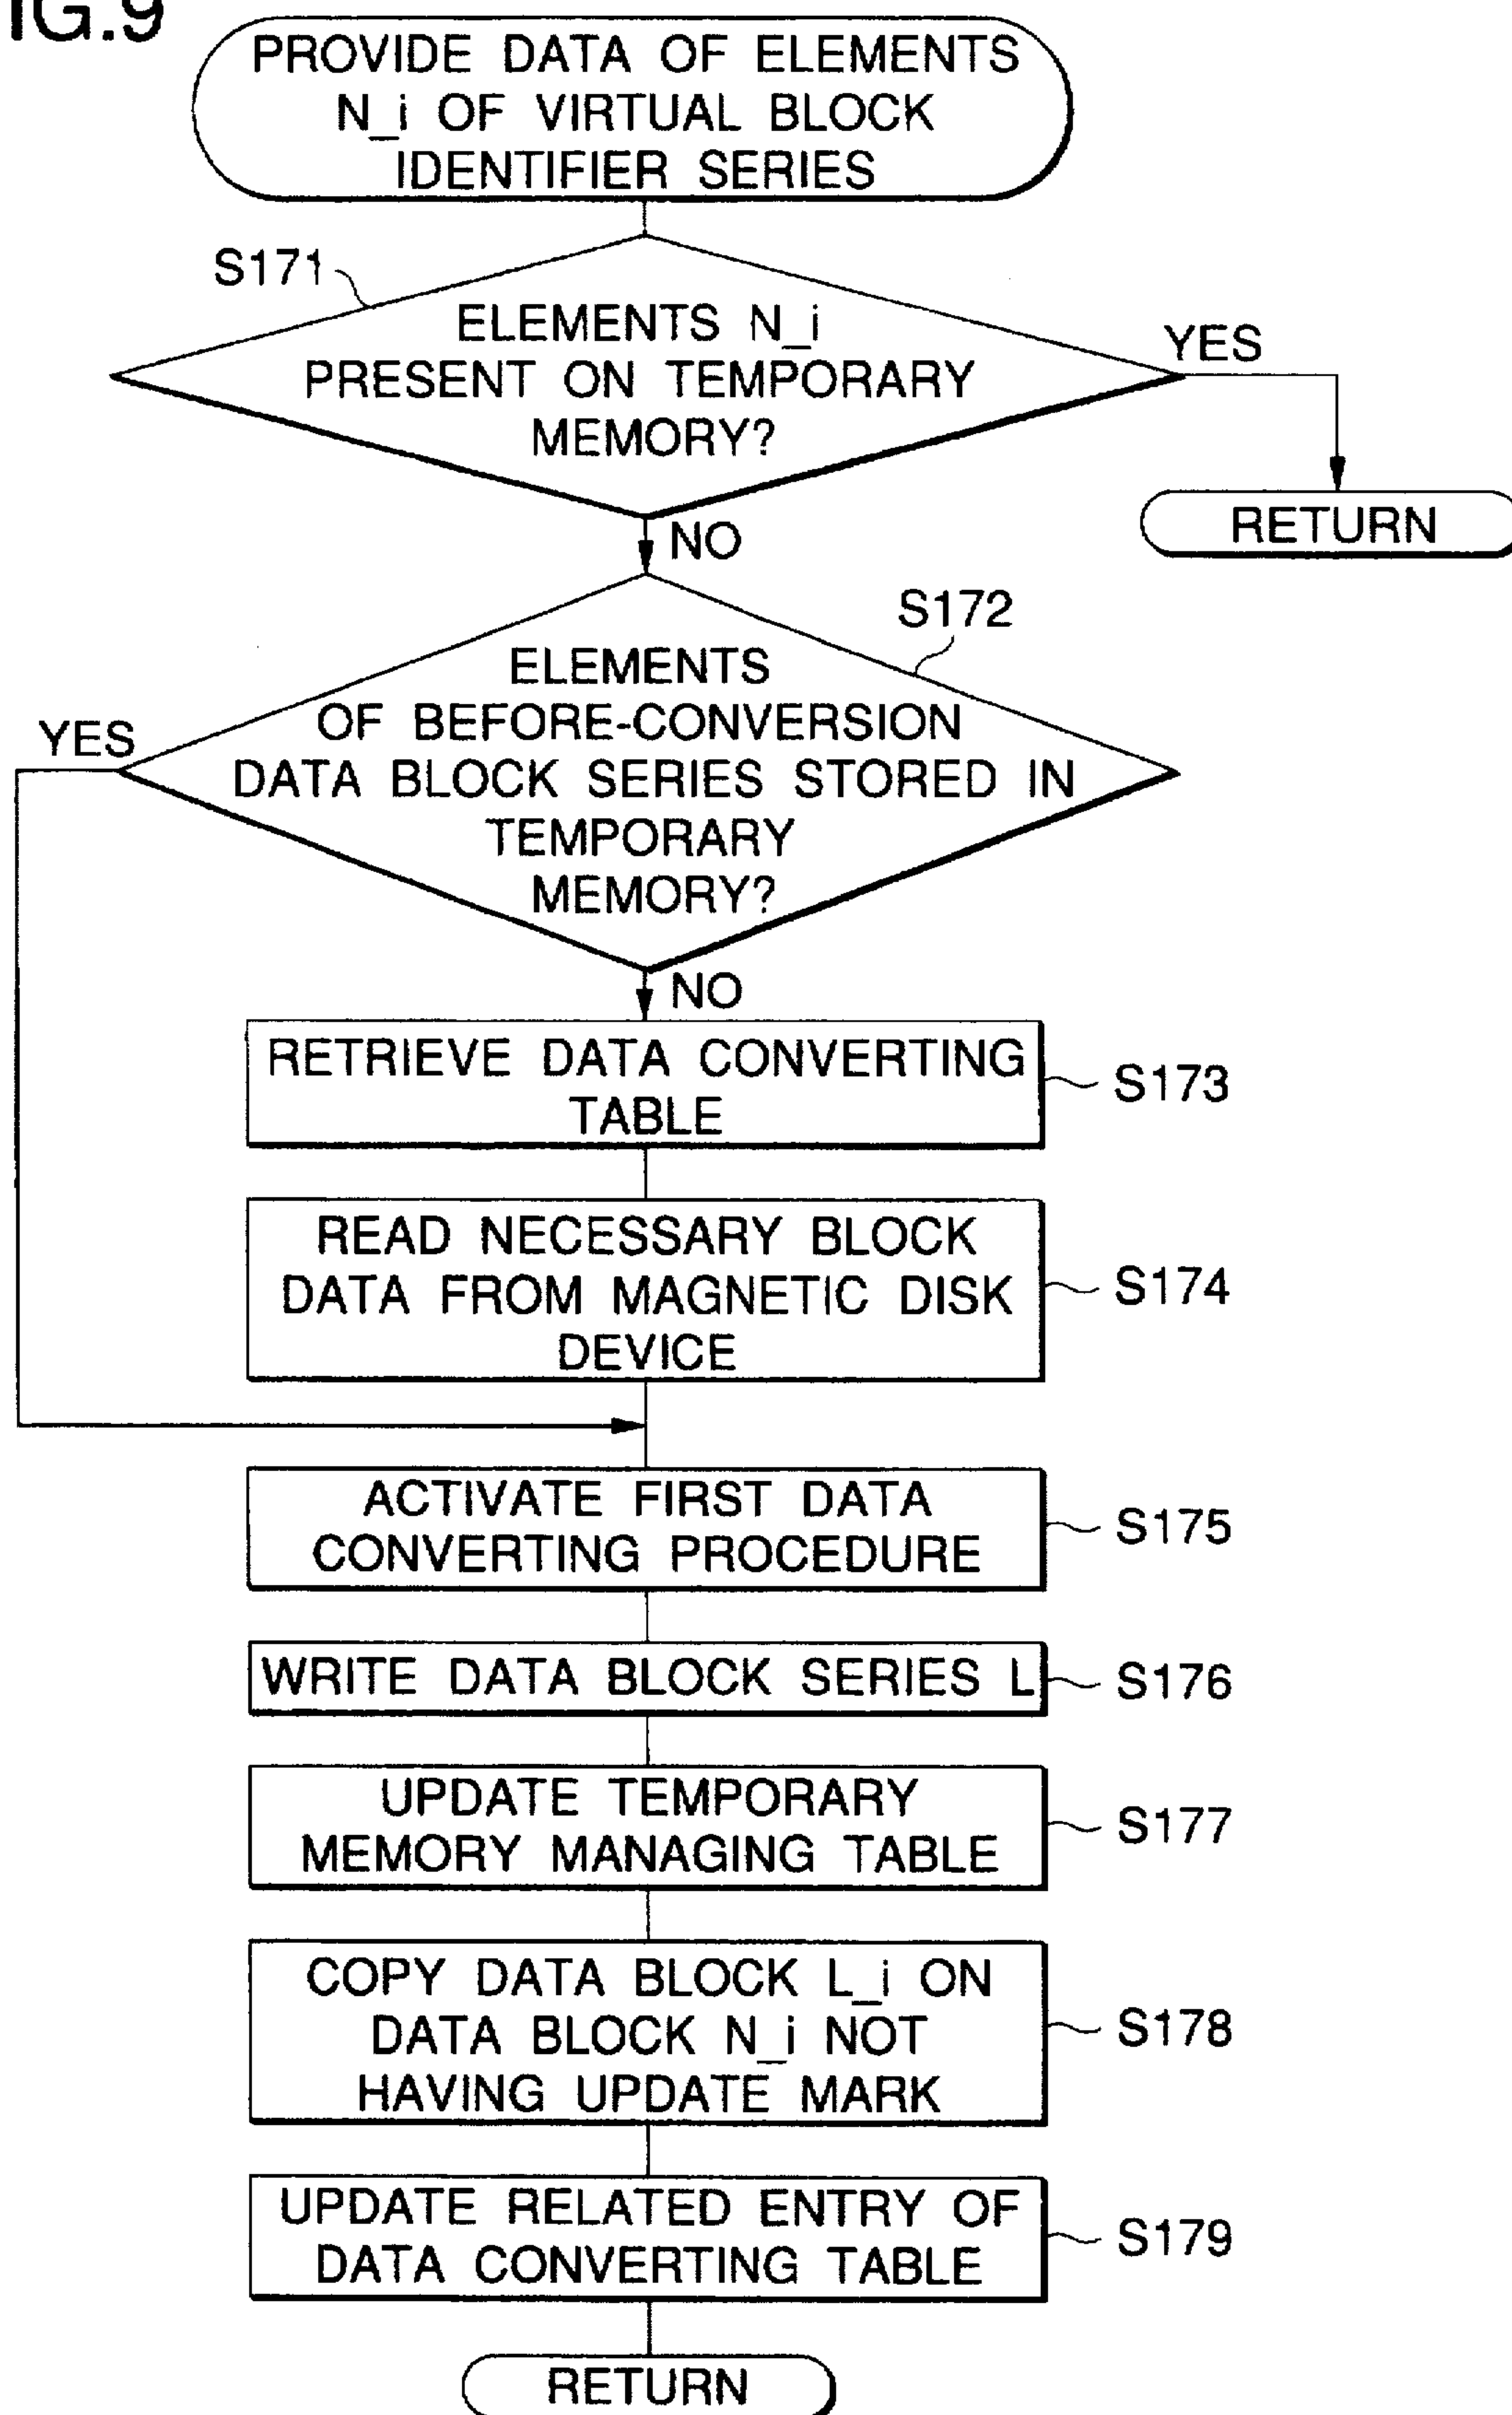 IG.9
PROVIDE DATA OF ELEMENTS
N_i OF VIRTUAL BLOCK
IDENTIFIER SERIES
S171
ELEMENTS N_i
PRESENT ON TEMPORARY
MEMORY?
YES
RETURN
NO
S172
ELEMENTS
OF BEFORE-CONVERSION
DATA BLOCK SERIES STORED IN
TEMPORARY
MEMORY?
YES
NO
RETRIEVE DATA CONVERTING
TABLE
S173
READ NECESSARY BLOCK
DATA FROM MAGNETIC DISK
DEVICE
S174
ACTIVATE FIRST DATA
CONVERTING PROCEDURE
S175
WRITE DATA BLOCK SERIES L
S176
UPDATE TEMPORARY
MEMORY MANAGING TABLE
S177
COPY DATA BLOCK L_i ON
DATA BLOCK N_i NOT
HAVING UPDATE MARK
S178
UPDATE RELATED ENTRY OF
DATA CONVERTING TABLE
S179
RETURN